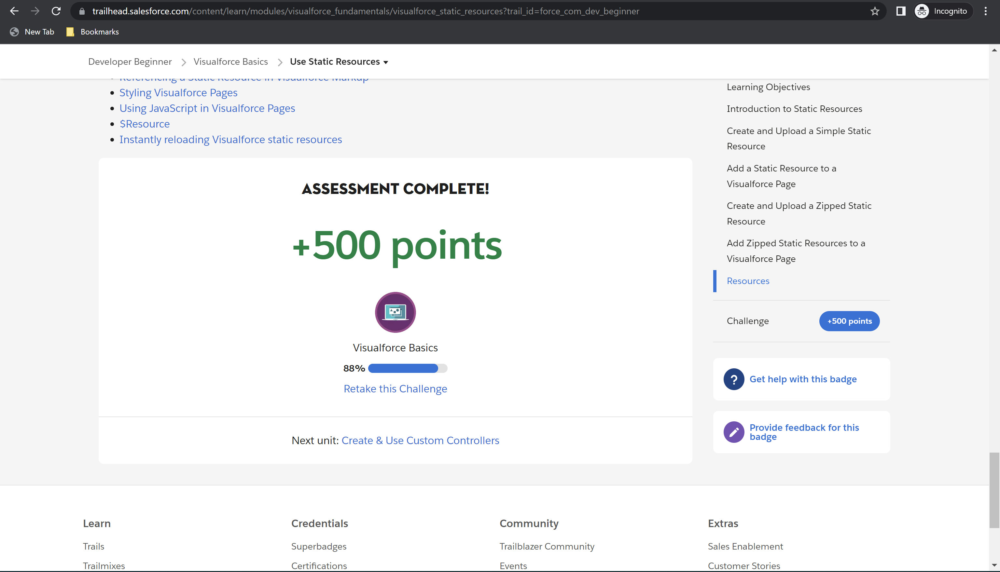 trailhead.salesforce.com/content/learn/modules/visualforce_fundamentals/visualforce_static_resources?trail_id=force_com_dev_beginner
Incognito
New Tab
Bookmarks
Developer Beginner
Visualforce Basics
Use Static Resources
Referencing a Static Resource in Visualforce Markup
Styling Visualforce Pages
Using JavaScript in Visualforce Pages
$Resource
Instantly reloading Visualforce static resources
ASSESSMENT COMPLETE!
+500 points
Visualforce Basics
88%
Retake this Challenge
Next unit: Create & Use Custom Controllers
Learning Objectives
Introduction to Static Resources
Create and Upload a Simple Static
Resource
Add a Static Resource to a
Visualforce Page
Create and Upload a Zipped Static
Resource
Add Zipped Static Resources to a
Visualforce Page
Resources
Challenge
+500 points
?
Get help with this badge
Provide feedback for this
badge
Learn
Trails
Trailmixes
Credentials
Superbadges
Certifications
Community
Trailblazer Community
Events
Extras
Sales Enablement
Customer Stories